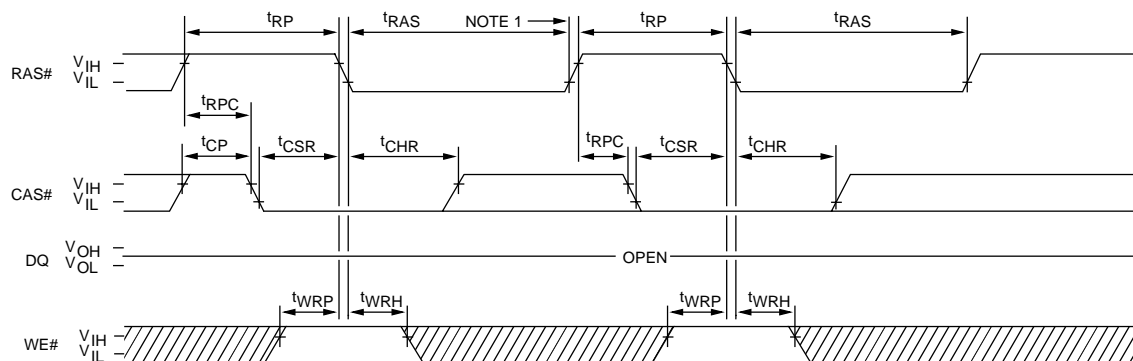 tRP tRAS NOTE 1 tRP tRAS
RAS# VIH
VIL
tRPC
tCP tCSR tCHR tRPC tCSR tCHR
CAS# VIH
VIL
DQ VOH
VOL
OPEN
tWRP tWRH tWRP tWRH
WE# VIH
VIL